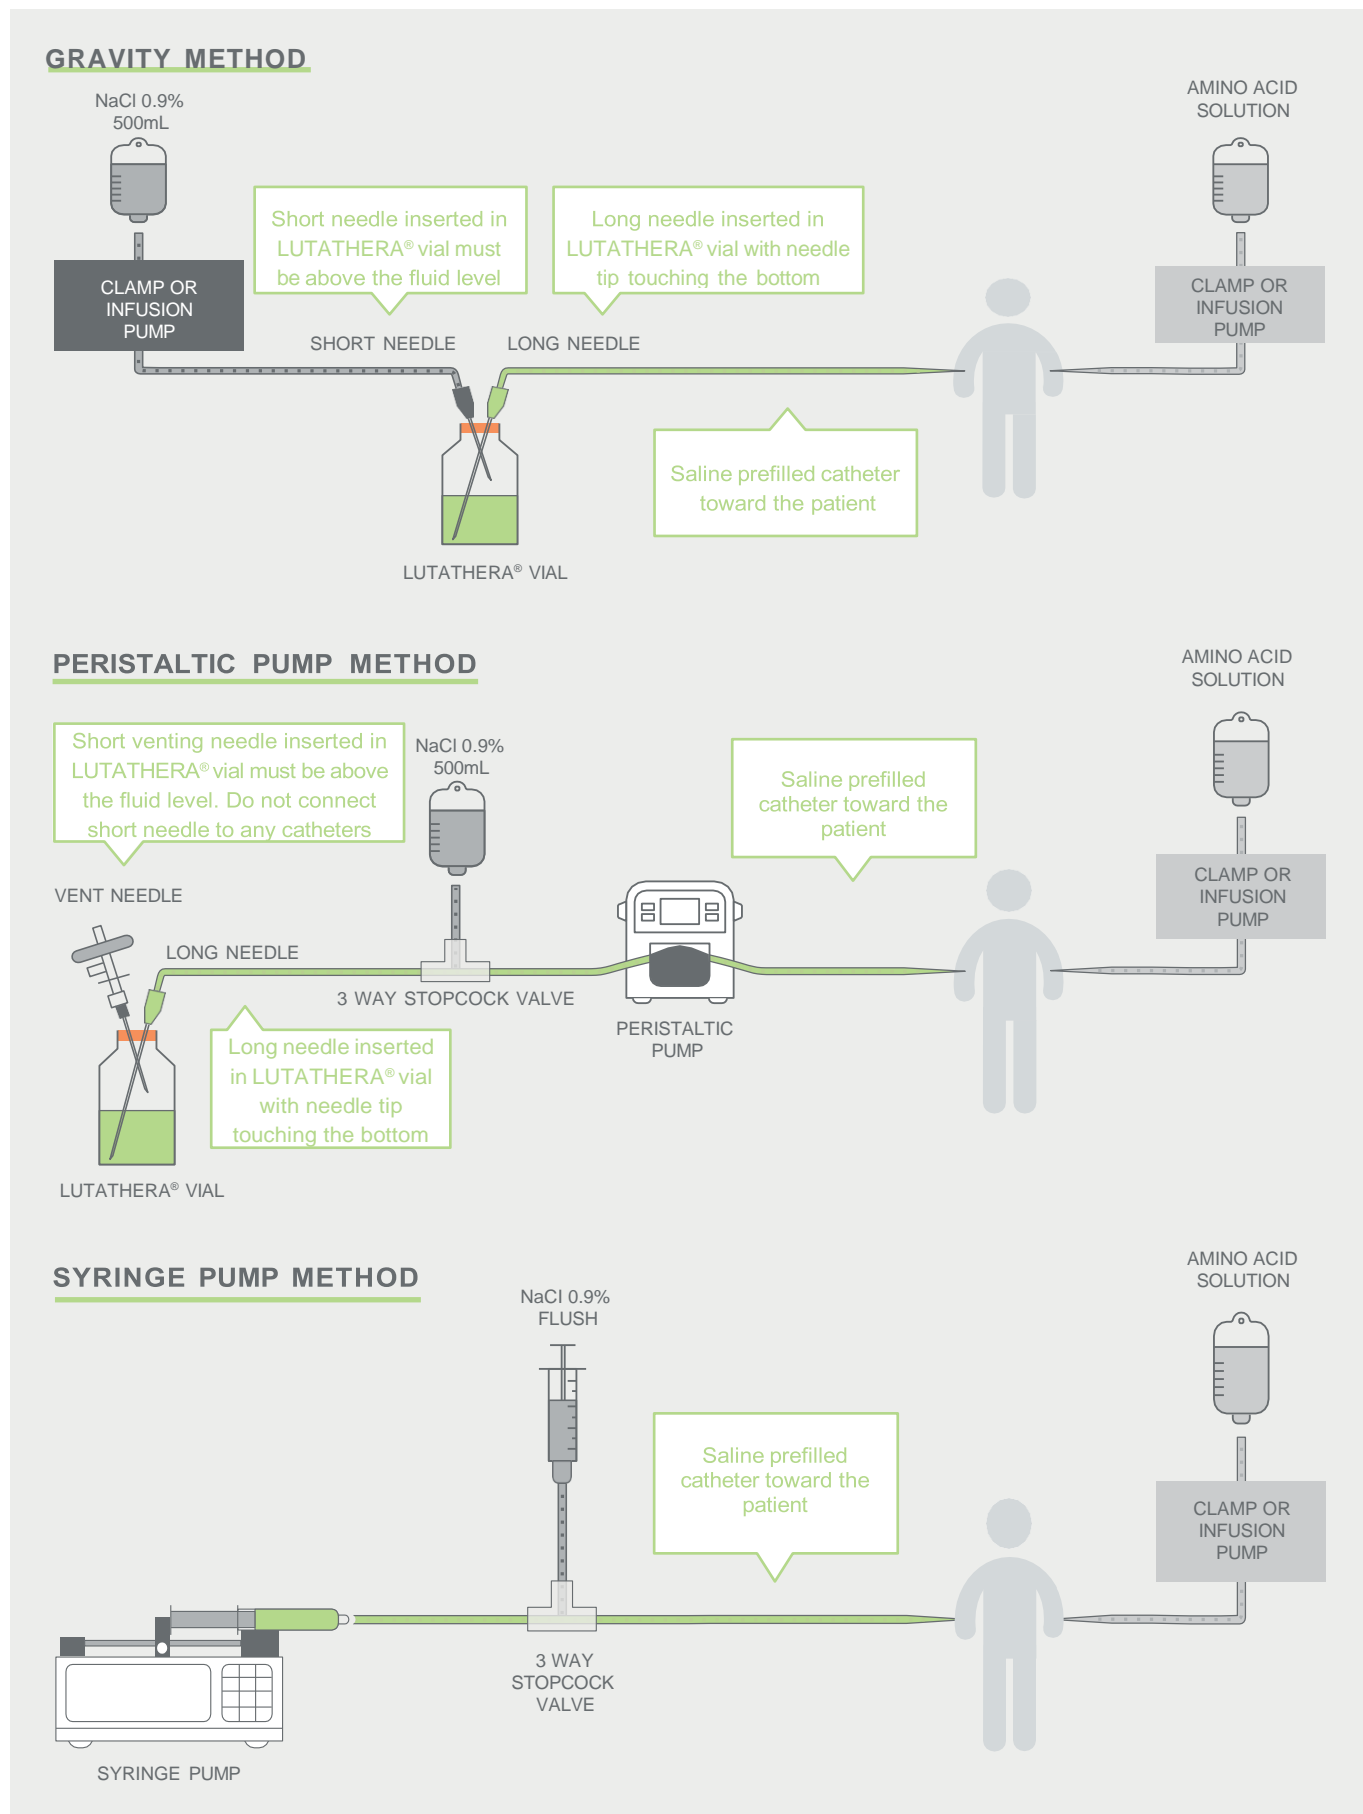 GRAVITY METHOD
NaCl 0.9%
500mL
AMINO ACID
SOLUTION
Short needle inserted in
LUTATHERA® vial must
be above the fluid level
Long needle inserted in
LUTATHERA® vial with needle
tip touching the bottom
CLAMP OR
INFUSION
PUMP
CLAMP OR
INFUSION
PUMP
SHORT NEEDLE
LONG NEEDLE
Saline prefilled catheter
toward the patient
LUTATHERA® VIAL
PERISTALTIC PUMP METHOD
AMINO ACID
SOLUTION
Short venting needle inserted in
LUTATHERA® vial must be above
the fluid level. Do not connect
short needle to any catheters
NaCl 0.9%
500mL
Saline prefilled
catheter toward the
patient
CLAMP OR
INFUSION
PUMP
VENT NEEDLE
LONG NEEDLE
3 WAY STOPCOCK VALVE
PERISTALTIC
PUMP
Long needle inserted
in LUTATHERA® vial
with needle tip
touching the bottom
LUTATHERA® VIAL
SYRINGE PUMP METHOD
AMINO ACID
SOLUTION
NaCl 0.9%
FLUSH
Saline prefilled
catheter toward the
patient
CLAMP OR
INFUSION
PUMP
3 WAY
STOPCOCK
VALVE
SYRINGE PUMP